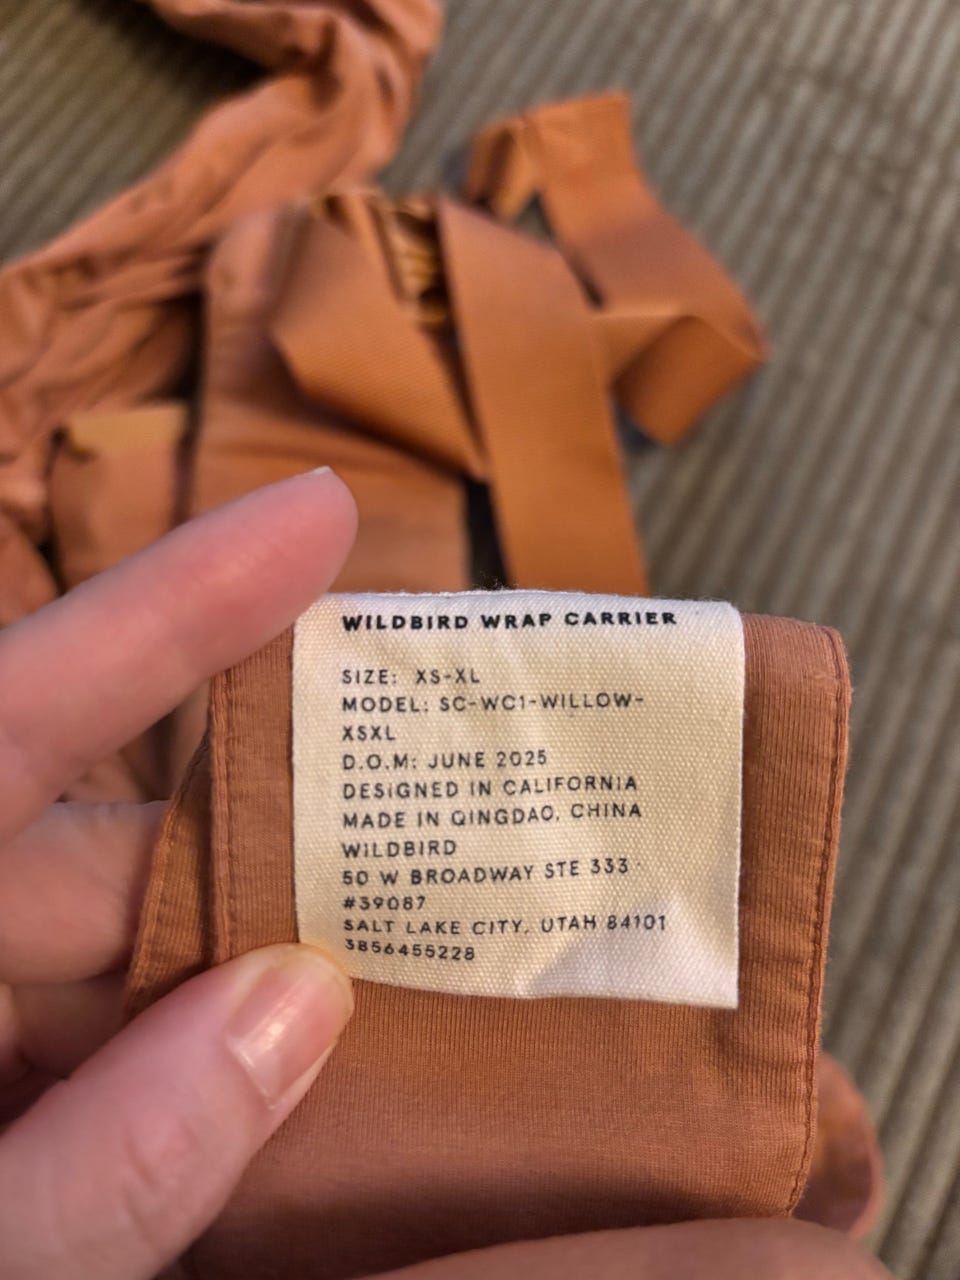 WILDBIRD WRAP CARRIER
SIZE: XS-XL
MODEL: SC-WC1-WILLOW-
XSXL
D.O.M: JUNE 2025
DESIGNED IN CALIFORNIA
MADE IN QINGDAO, CHINA
WILDBIRD
50 W BROADWAY STE 333
#39087
SALT LAKE CITY, UTAH 84101
3856455228